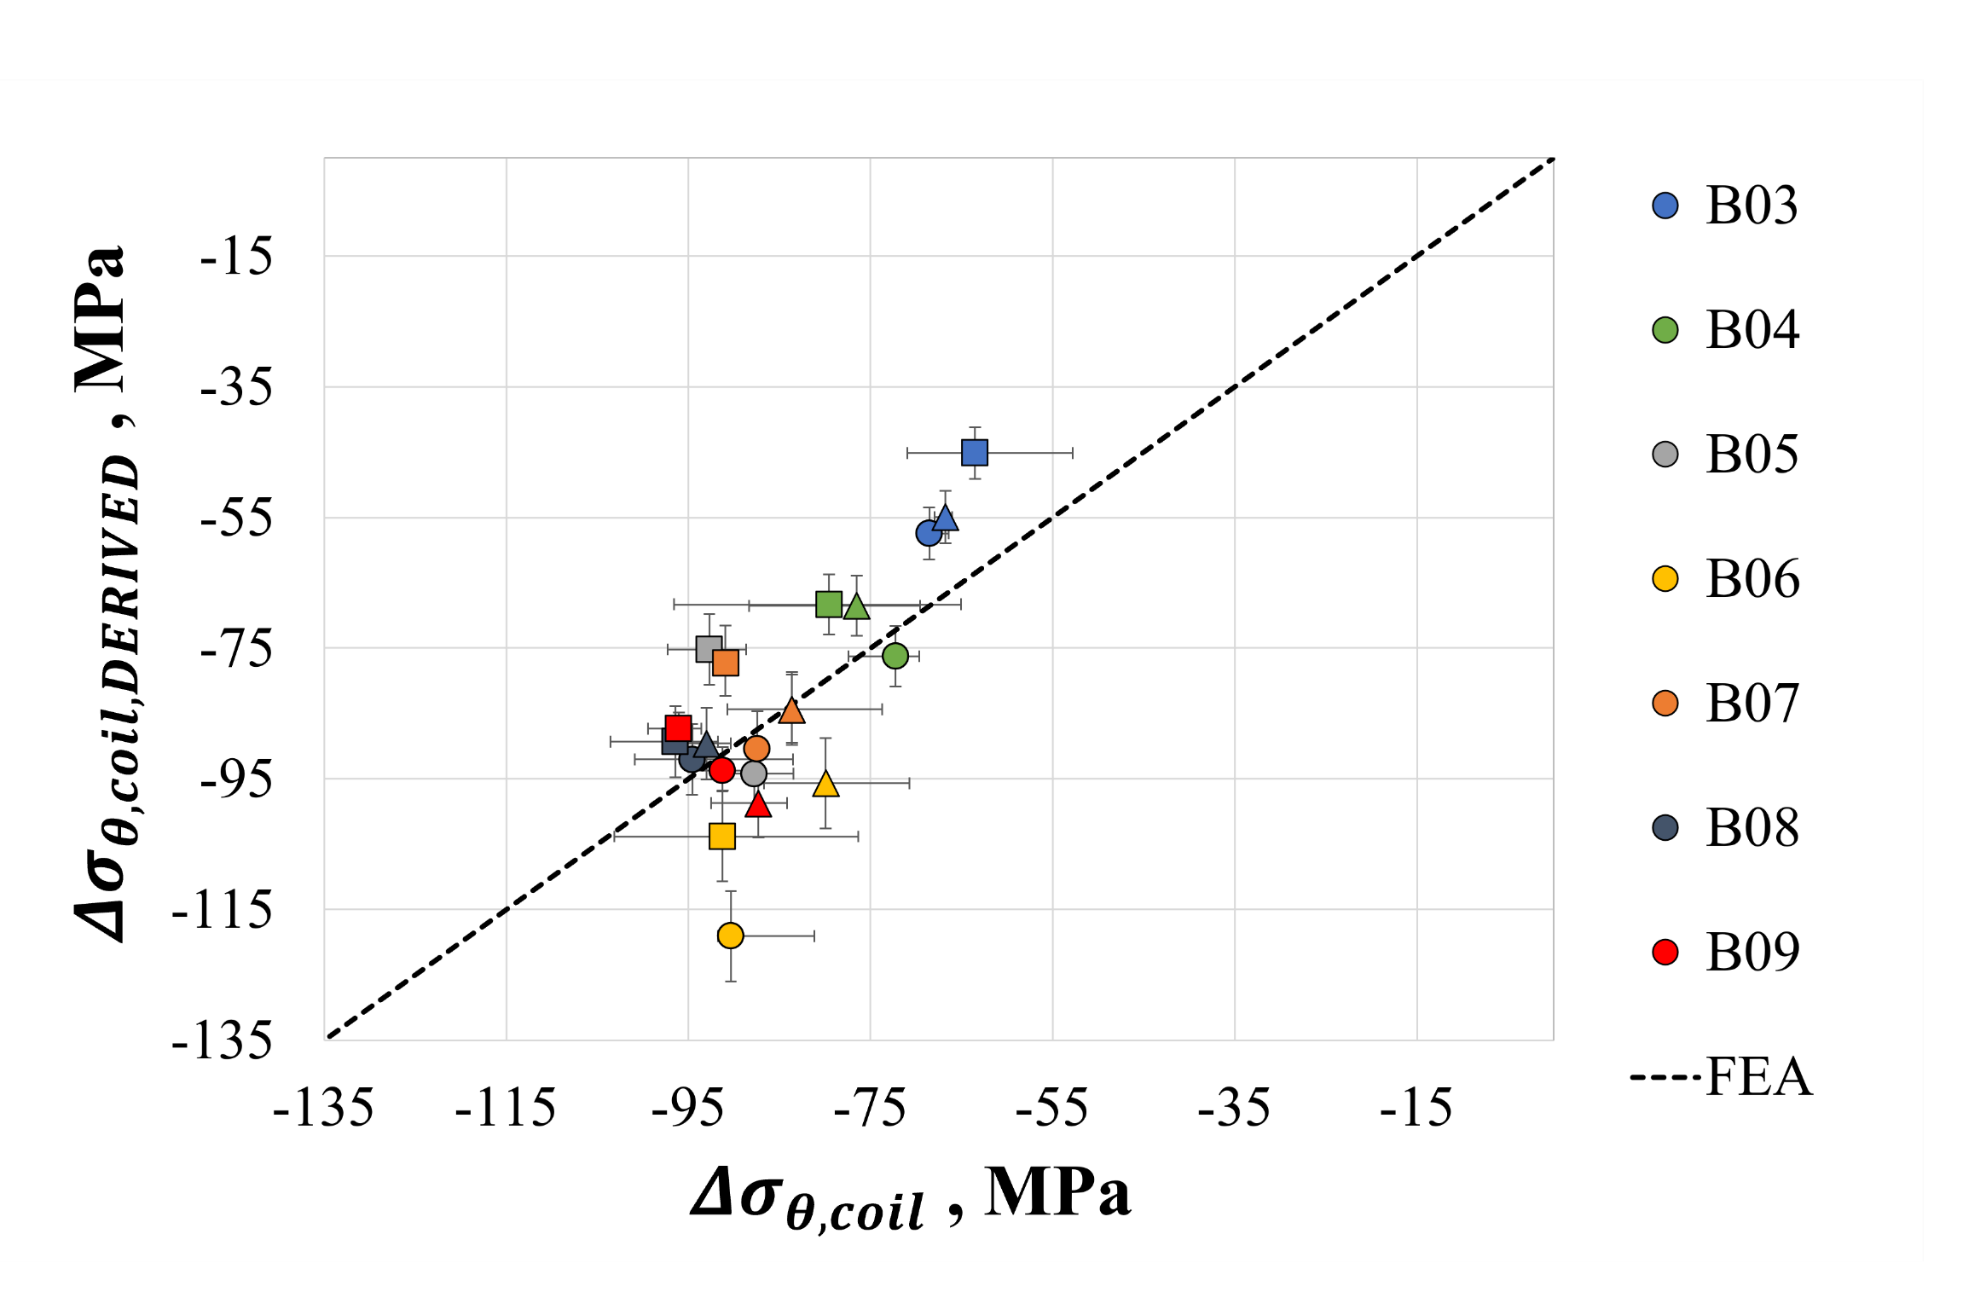 Δσθ,coil,DERIVED , MPa
-15
-35
-55
-75
-95
-115
-135
-135 -115 -95 -75 -55 -35 -15
Δσθ,coil , MPa
B03
B04
B05
B06
B07
B08
B09
FEA